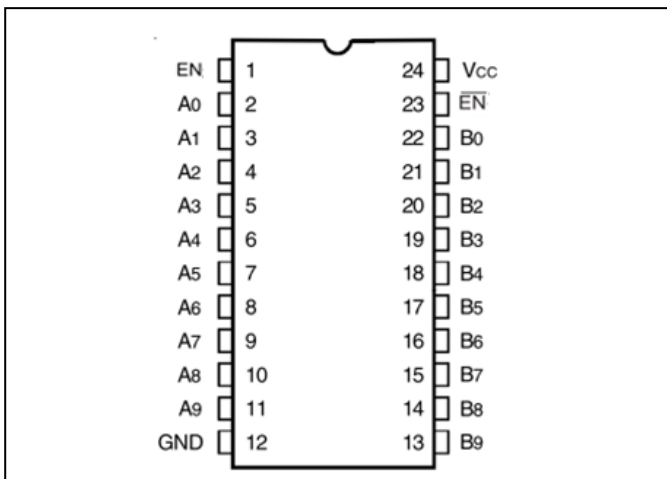 EN 1 24 Vcc
A0 2 23 E̅N̅
A1 3 22 B0
A2 4 21 B1
A3 5 20 B2
A4 6 19 B3
A5 7 18 B4
A6 8 17 B5
A7 9 16 B6
A8 10 15 B7
A9 11 14 B8
GND 12 13 B9